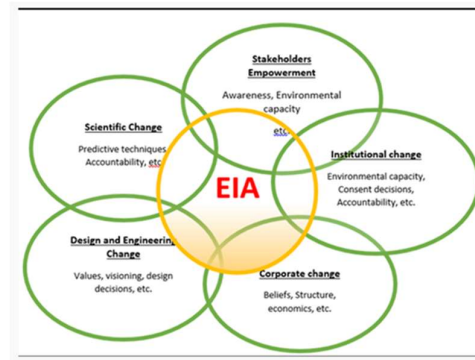 Stakeholders
Empowerment
Awareness, Environmental
capacity
etc.
Scientific Change
Predictive techniques
Accountability, etc
Institutional change
Environmental capacity,
Consent decisions,
Accountability, etc.
EIA
Design and Engineering
Change
Values, visioning, design
decisions, etc.
Corporate change
Beliefs, Structure,
economics, etc.